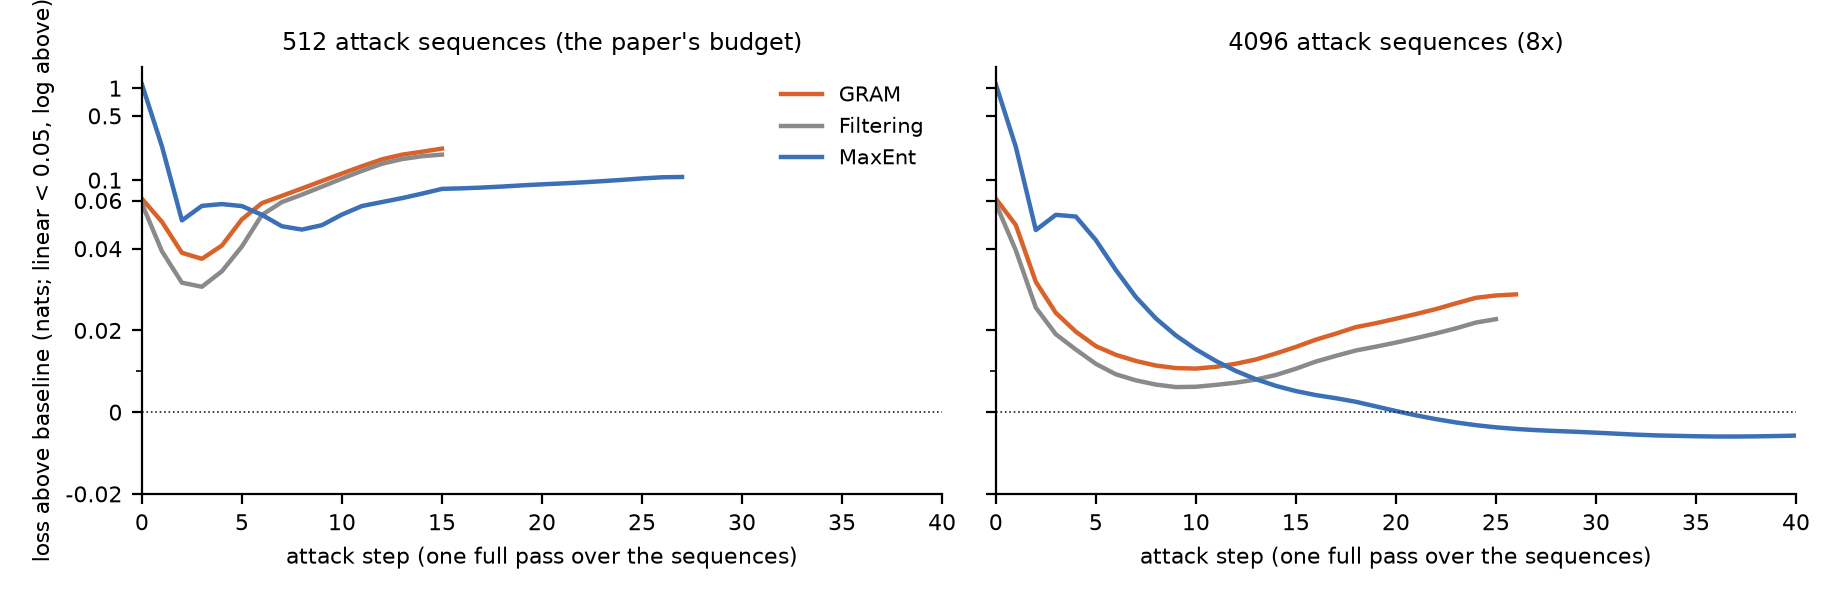 512 attack sequences (the paper's budget)
4096 attack sequences (8x)
loss above baseline (nats; linear < 0.05, log above)
1
0.5
0.1
0.06
0.04
0.02
0
-0.02
GRAM
Filtering
MaxEnt
0 5 10 15 20 25 30 35 40
0 5 10 15 20 25 30 35 40
attack step (one full pass over the sequences)
attack step (one full pass over the sequences)